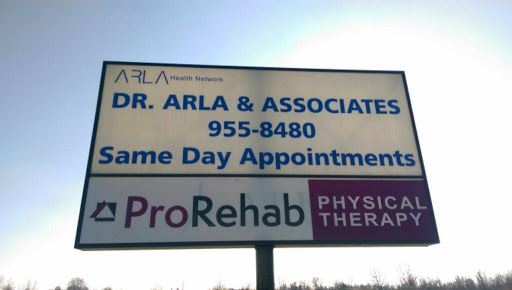 ARLA Health Network
DR. ARLA & ASSOCIATES
955-8480
Same Day Appointments
ProRehab PHYSICAL
THERAPY